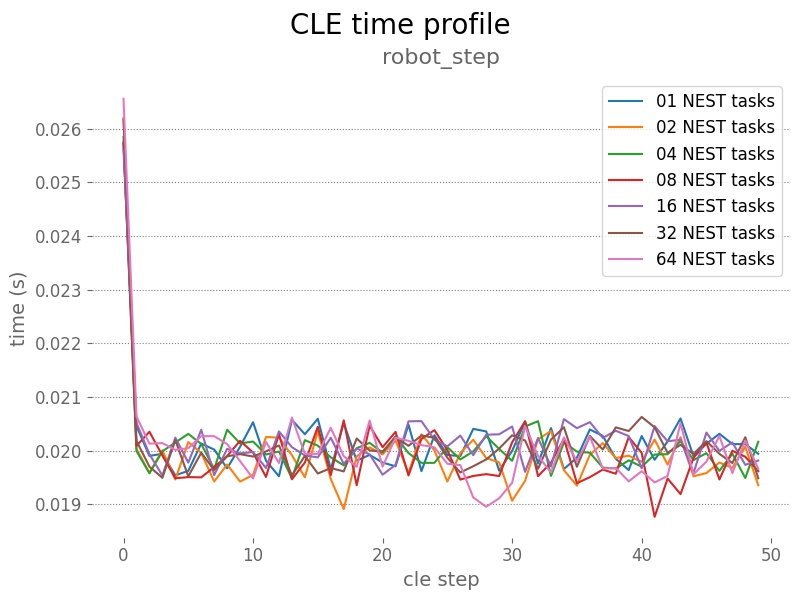 CLE time profile
robot_step
01 NEST tasks
02 NEST tasks
04 NEST tasks
08 NEST tasks
16 NEST tasks
32 NEST tasks
64 NEST tasks
time (s)
0.026
0.025
0.024
0.023
0.022
0.021
0.020
0.019
0 10 20 30 40 50
cle step